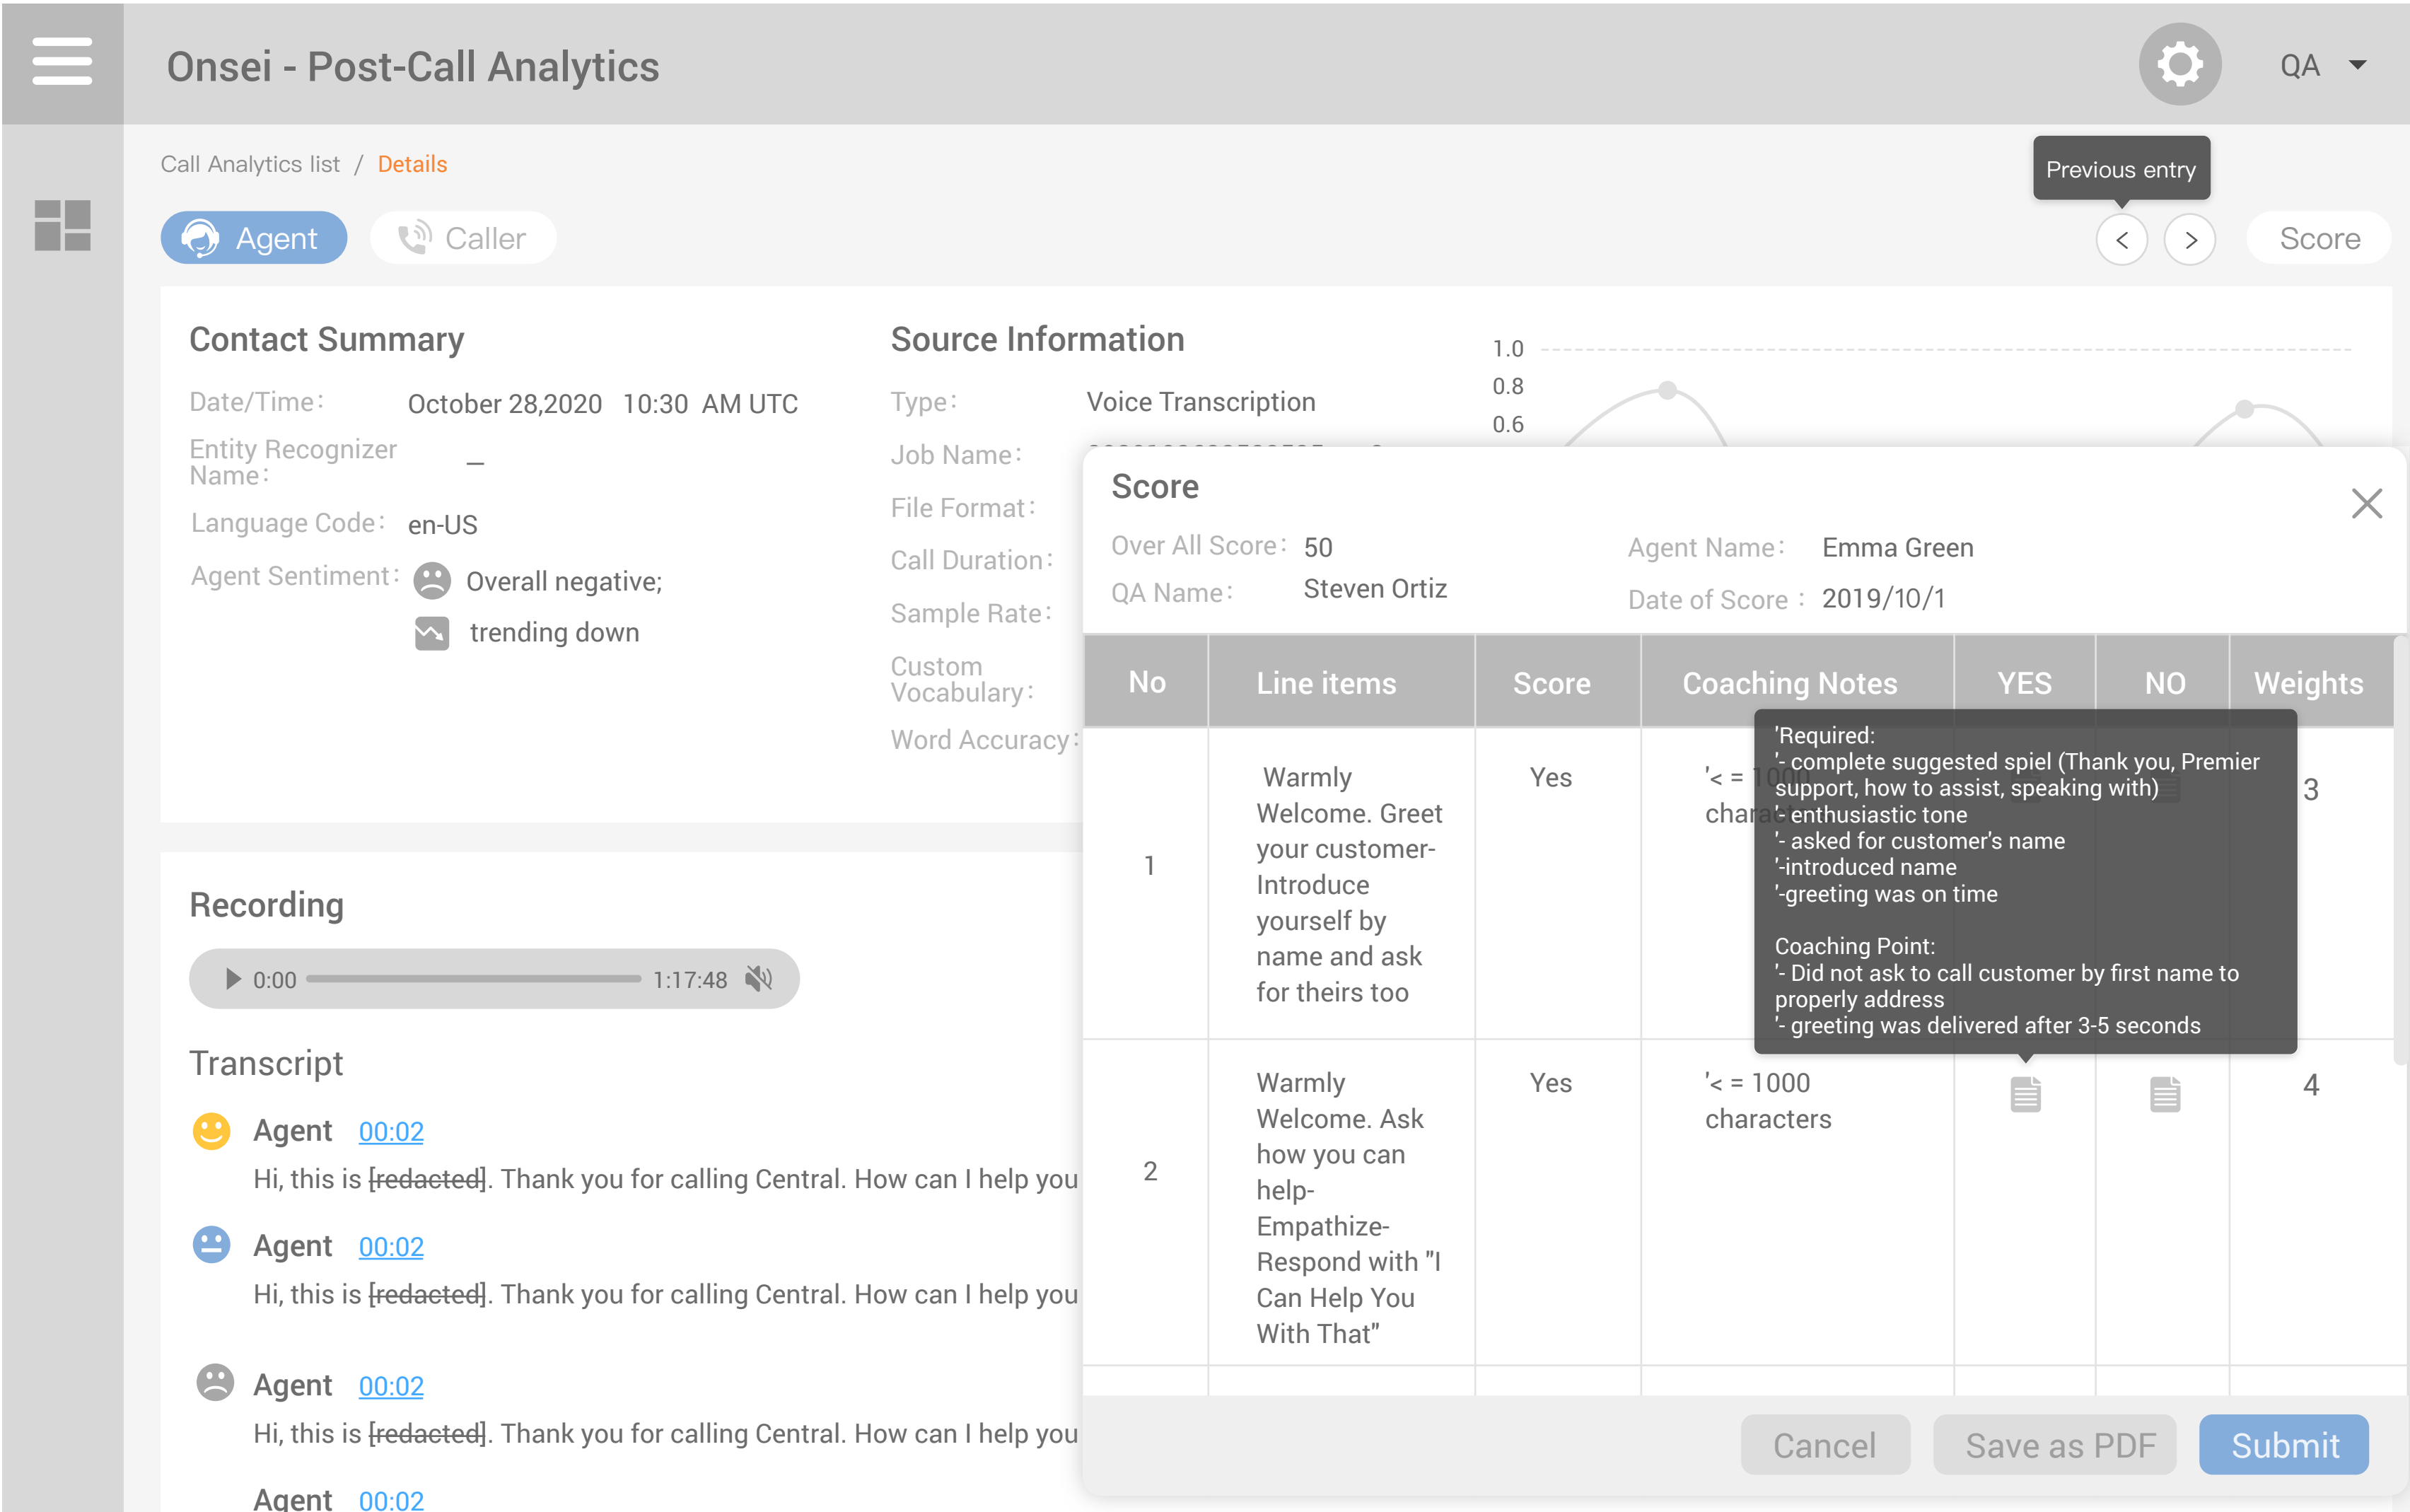 Onsei - Post-Call Analytics
QA
Call Analytics list / Details
Previous entry
Agent
Caller
<
>
Score
Contact Summary
Date/Time:
October 28,2020 10:30 AM UTC
Entity Recognizer
Name:
—
Language Code:
en-US
Agent Sentiment:
Overall negative;
trending down
Source Information
Type:
Voice Transcription
Job Name:
File Format:
Call Duration:
Sample Rate:
Custom
Vocabulary:
Word Accuracy:
1.0
0.8
0.6
Recording
0:00
1:17:48
Transcript
Agent 00:02
Hi, this is [redacted]. Thank you for calling Central. How can I help you
Agent 00:02
Hi, this is [redacted]. Thank you for calling Central. How can I help you
Agent 00:02
Hi, this is [redacted]. Thank you for calling Central. How can I help you
Agent 00:02
Score
Over All Score: 50
Agent Name: Emma Green
QA Name: Steven Ortiz
Date of Score : 2019/10/1
No
Line items
Score
Coaching Notes
YES
NO
Weights
1
Warmly
Welcome. Greet
your customer-
Introduce
yourself by
name and ask
for theirs too
Yes
'< = 1000
characters
3
'Required:
'- complete suggested spiel (Thank you, Premier
support, how to assist, speaking with)
'- enthusiastic tone
'- asked for customer's name
'-introduced name
'-greeting was on time
Coaching Point:
'- Did not ask to call customer by first name to
properly address
'- greeting was delivered after 3-5 seconds
2
Warmly
Welcome. Ask
how you can
help-
Empathize-
Respond with "I
Can Help You
With That"
Yes
'< = 1000
characters
4
Cancel
Save as PDF
Submit